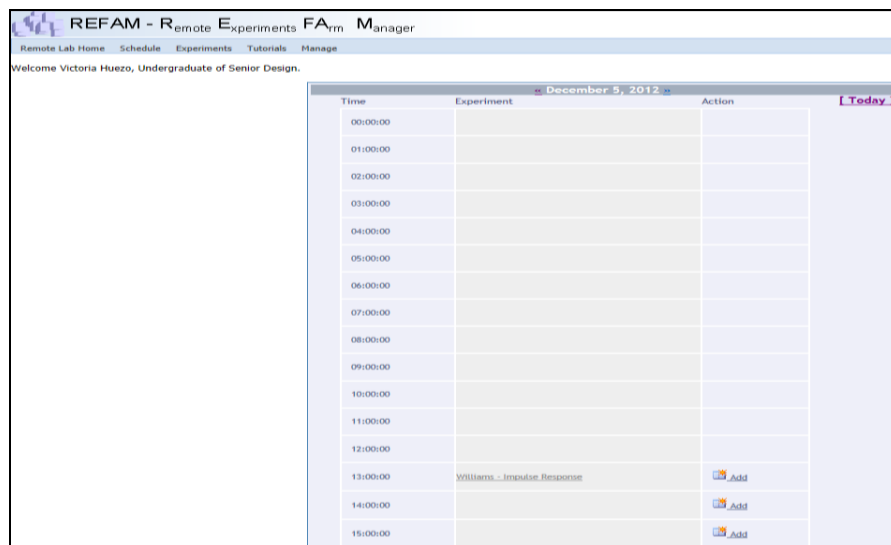 REFAM - Remote Experiments FArm Manager
Remote Lab Home Schedule Experiments Tutorials Manage
Welcome Victoria Huezo, Undergraduate of Senior Design.
« December 5, 2012 »
Time Experiment Action [ Today ]
00:00:00
01:00:00
02:00:00
03:00:00
04:00:00
05:00:00
06:00:00
07:00:00
08:00:00
09:00:00
10:00:00
11:00:00
12:00:00
13:00:00 Williams - Impulse Response Add
14:00:00 Add
15:00:00 Add